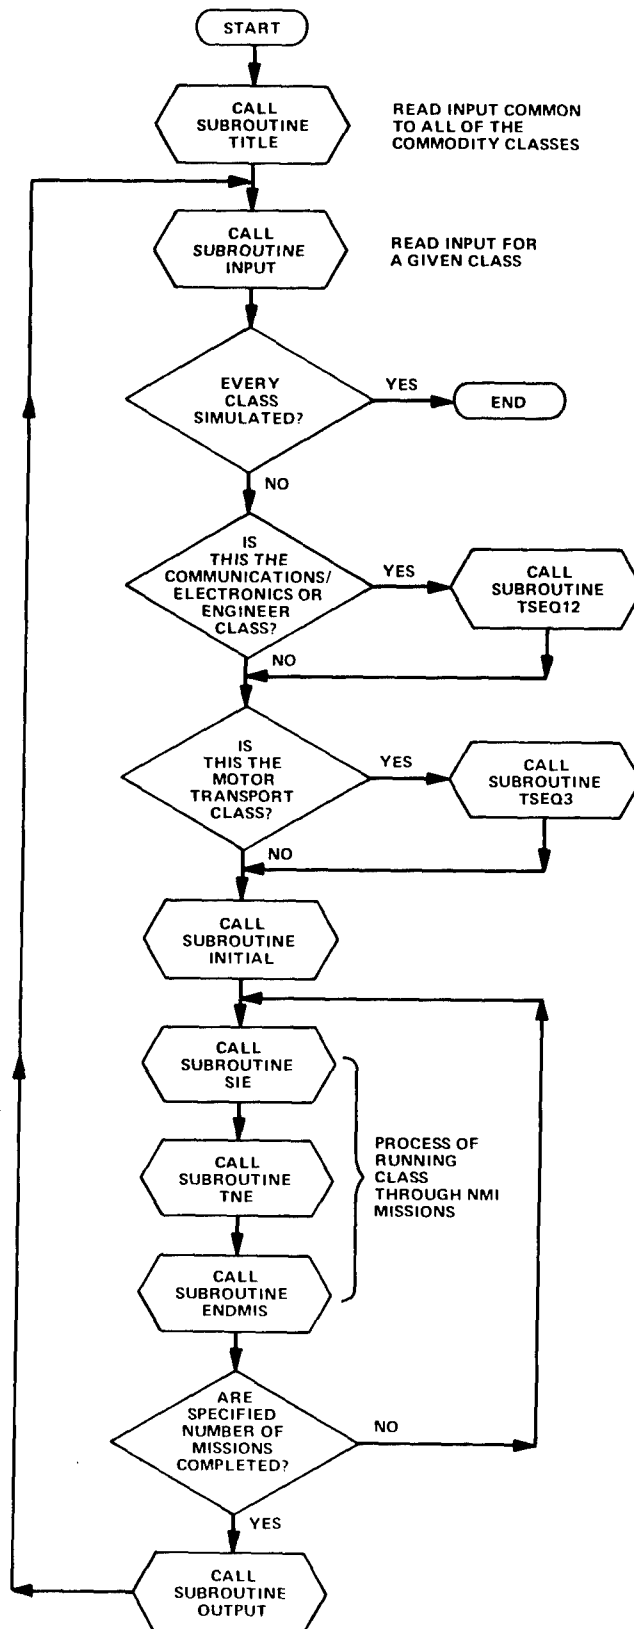 START
CALL
SUBROUTINE
TITLE
READ INPUT COMMON
TO ALL OF THE
COMMODITY CLASSES
CALL
SUBROUTINE
INPUT
READ INPUT FOR
A GIVEN CLASS
EVERY
CLASS
SIMULATED?
YES
END
NO
IS
THIS THE
COMMUNICATIONS/
ELECTRONICS OR
ENGINEER
CLASS?
YES
CALL
SUBROUTINE
TSEQ12
NO
IS
THIS THE
MOTOR
TRANSPORT
CLASS?
YES
CALL
SUBROUTINE
TSEQ3
NO
CALL
SUBROUTINE
INITIAL
CALL
SUBROUTINE
SIE
CALL
SUBROUTINE
TNE
PROCESS OF
RUNNING
CLASS
THROUGH NMI
MISSIONS
CALL
SUBROUTINE
ENDMIS
ARE
SPECIFIED
NUMBER OF
MISSIONS
COMPLETED?
NO
YES
CALL
SUBROUTINE
OUTPUT